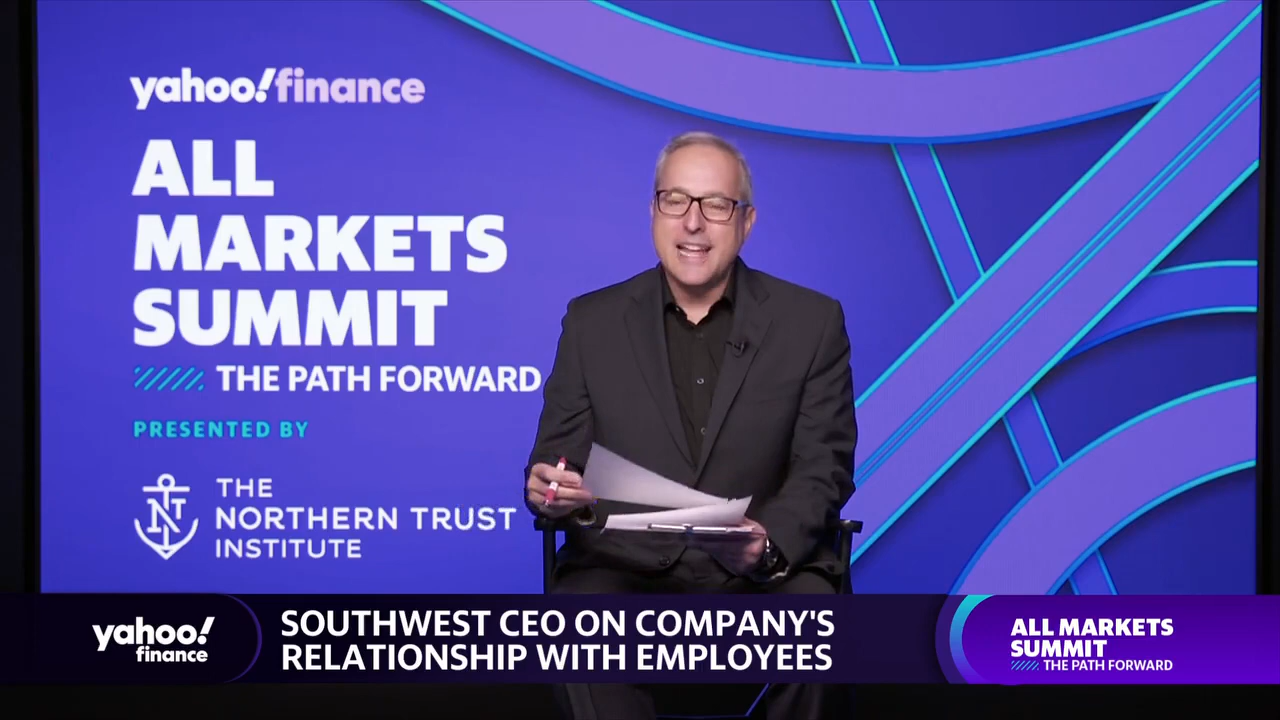 yahoo!finance
ALL
MARKETS
SUMMIT
THE PATH FORWARD
PRESENTED BY
NT
THE
NORTHERN TRUST
INSTITUTE
yahoo!
finance
SOUTHWEST CEO ON COMPANY'S
RELATIONSHIP WITH EMPLOYEES
ALL MARKETS
SUMMIT
THE PATH FORWARD